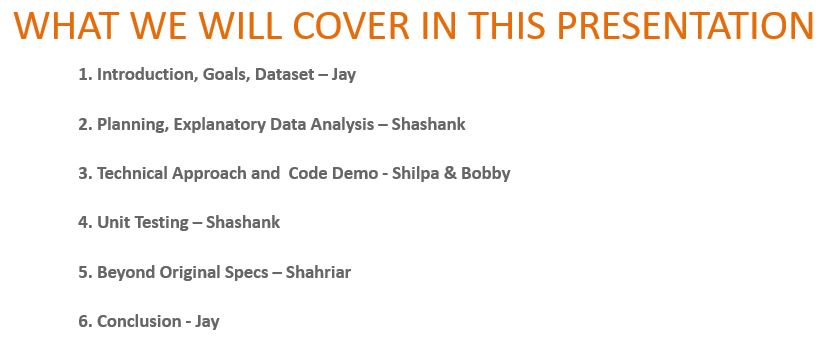 WHAT WE WILL COVER IN THIS PRESENTATION
1. Introduction, Goals, Dataset – Jay
2. Planning, Explanatory Data Analysis – Shashank
3. Technical Approach and  Code Demo - Shilpa & Bobby
4. Unit Testing – Shashank
5. Beyond Original Specs – Shahriar
6. Conclusion - Jay